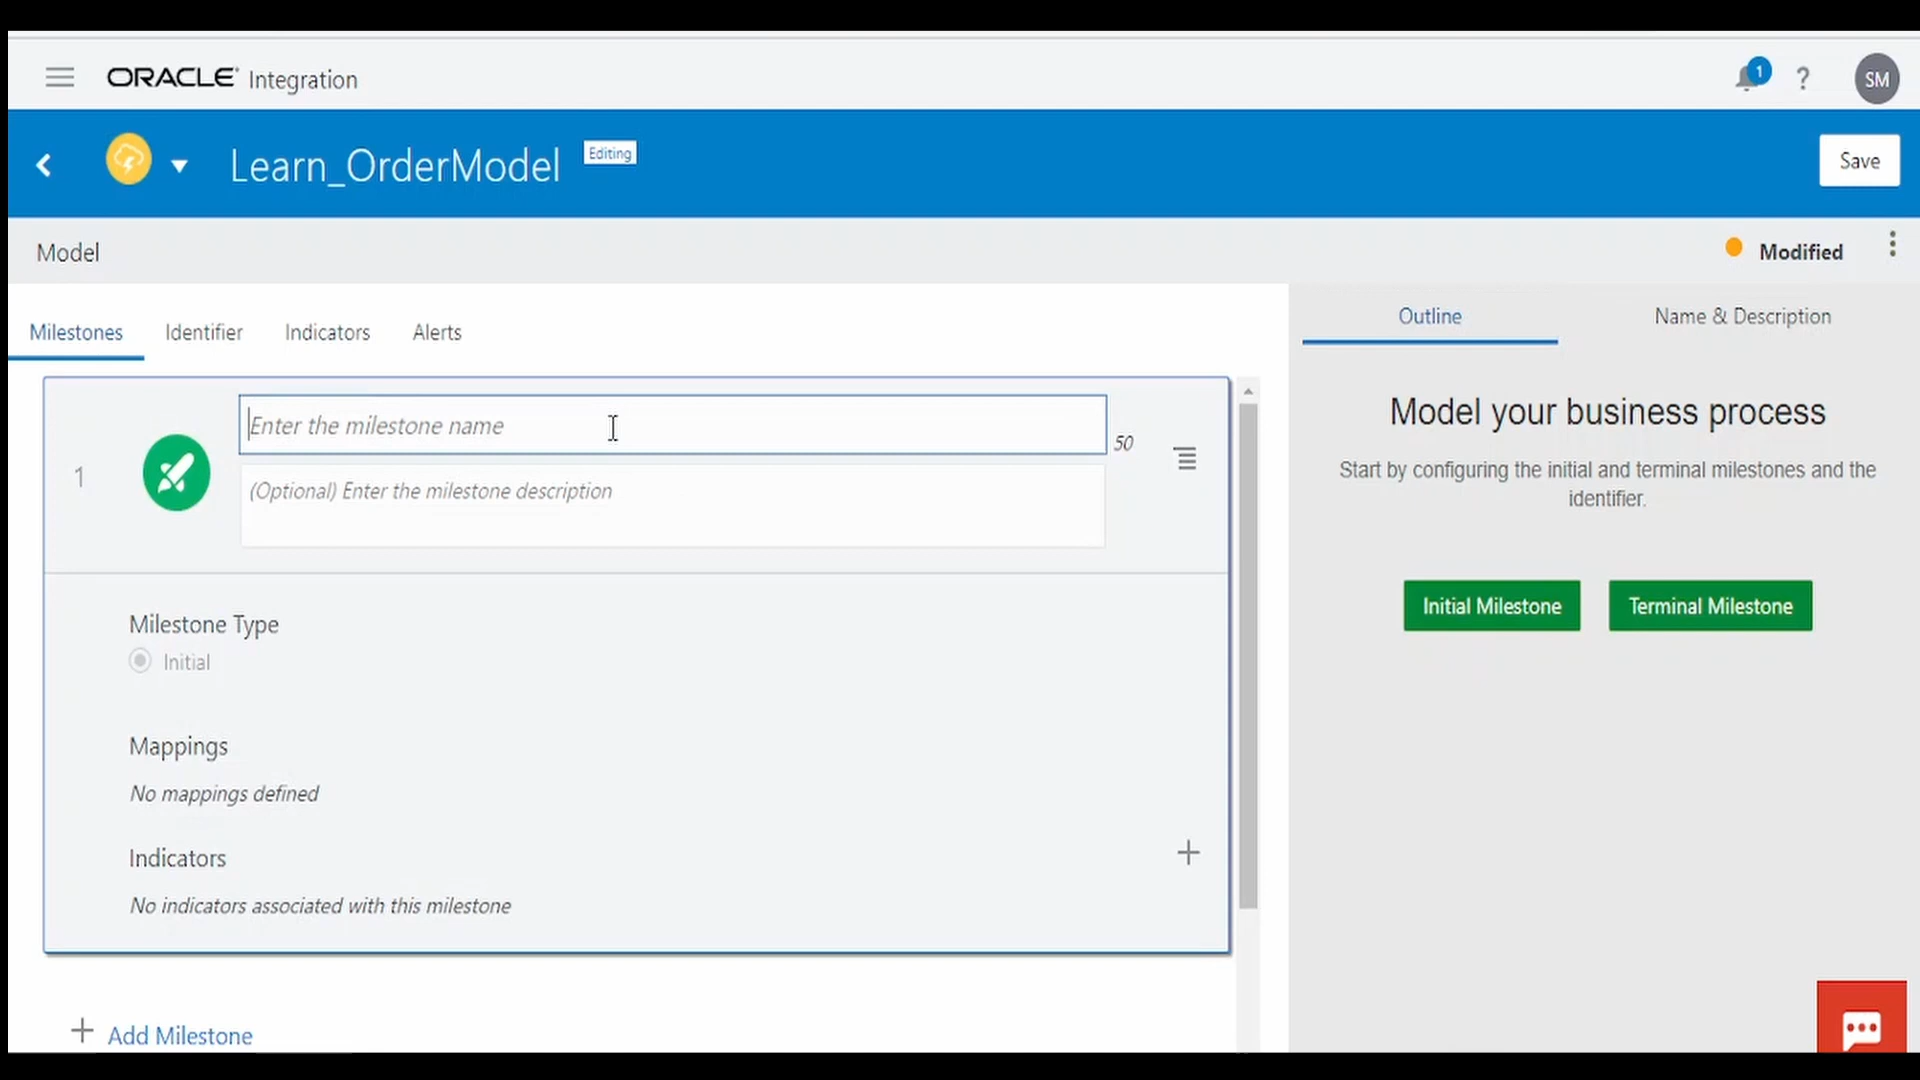 ORACLE Integration
1
?
SM
Learn_OrderModel
Editing
Save
Model
Modified
Milestones
Identifier
Indicators
Alerts
Outline
Name & Description
1
Enter the milestone name
50
(Optional) Enter the milestone description
Milestone Type
Initial
Mappings
No mappings defined
Indicators
No indicators associated with this milestone
Add Milestone
Model your business process
Start by configuring the initial and terminal milestones and the
identifier.
Initial Milestone
Terminal Milestone